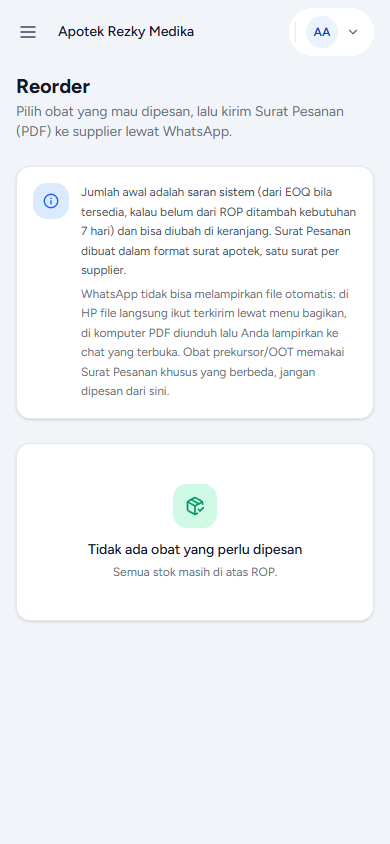 Apotek Rezky Medika
AA
Reorder
Pilih obat yang mau dipesan, lalu kirim Surat Pesanan
(PDF) ke supplier lewat WhatsApp.
Jumlah awal adalah saran sistem (dari EOQ bila
tersedia, kalau belum dari ROP ditambah kebutuhan
7 hari) dan bisa diubah di keranjang. Surat Pesanan
dibuat dalam format surat apotek, satu surat per
supplier.
WhatsApp tidak bisa melampirkan file otomatis: di
HP file langsung ikut terkirim lewat menu bagikan,
di komputer PDF diunduh lalu Anda lampirkan ke
chat yang terbuka. Obat prekursor/OOT memakai
Surat Pesanan khusus yang berbeda, jangan
dipesan dari sini.
Tidak ada obat yang perlu dipesan
Semua stok masih di atas ROP.